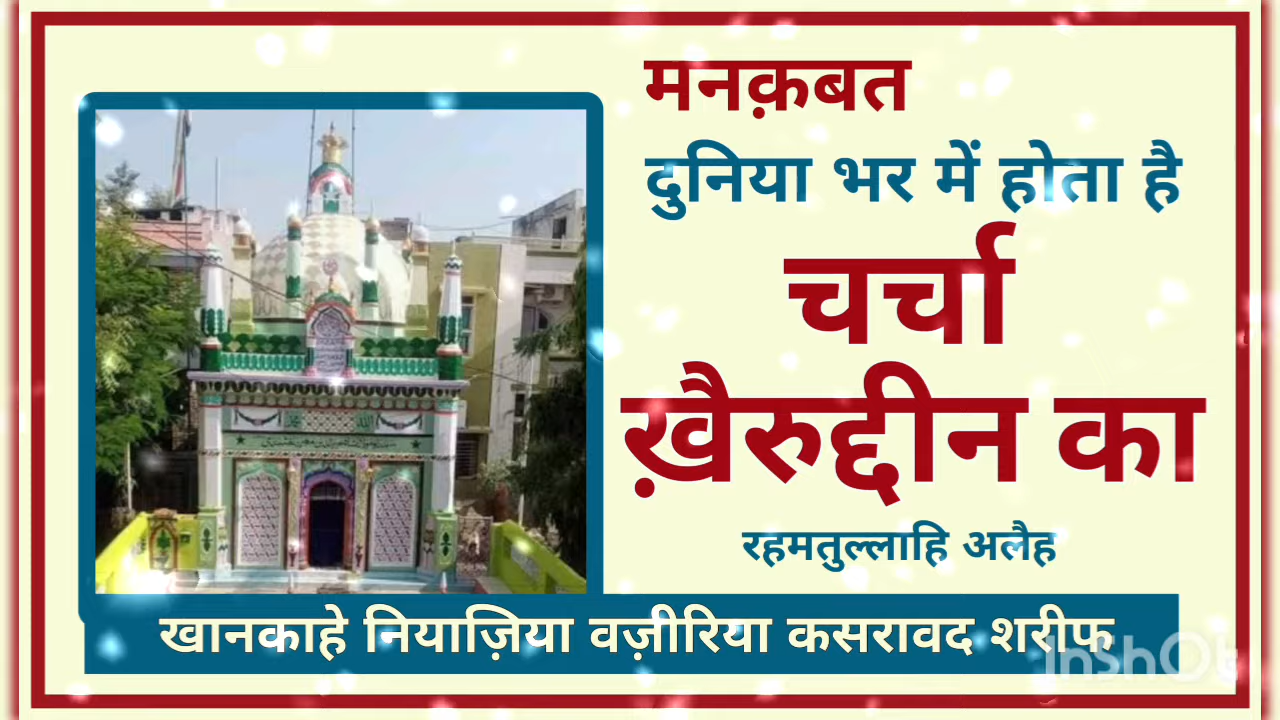 मनक़बत
दुनिया भर में होता है
चर्चा
ख़ैरुद्दीन का
रहमतुल्लाहि अलैह
खानकाहे नियाज़िया वज़ीरिया कसरावद शरीफ
InShOt